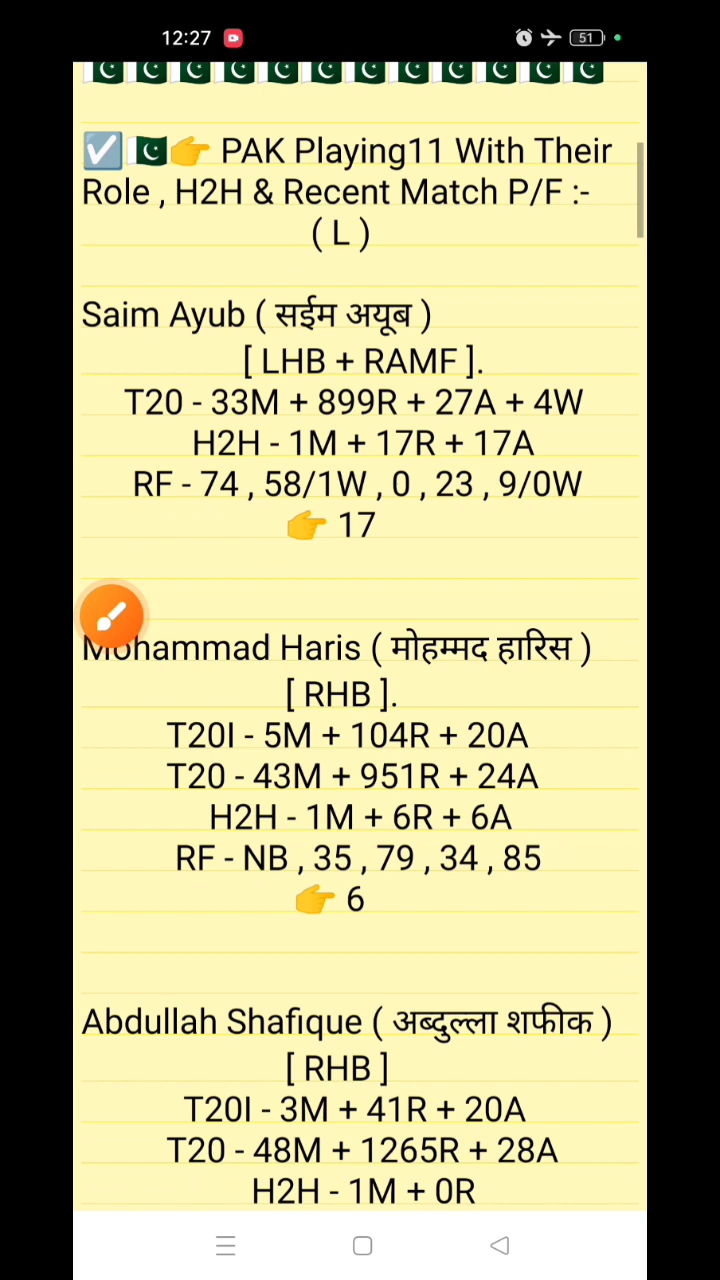 12:27
51
PAK Playing11 With Their
Role , H2H & Recent Match P/F :-
( L )
Saim Ayub ( सईम अयूब )
[ LHB + RAMF ].
T20 - 33M + 899R + 27A + 4W
H2H - 1M + 17R + 17A
RF - 74 , 58/1W , 0 , 23 , 9/0W
👉 17
Mohammad Haris ( मोहम्मद हारिस )
[ RHB ].
T20I - 5M + 104R + 20A
T20 - 43M + 951R + 24A
H2H - 1M + 6R + 6A
RF - NB , 35 , 79 , 34 , 85
👉 6
Abdullah Shafique ( अब्दुल्ला शफीक )
[ RHB ]
T20I - 3M + 41R + 20A
T20 - 48M + 1265R + 28A
H2H - 1M + 0R